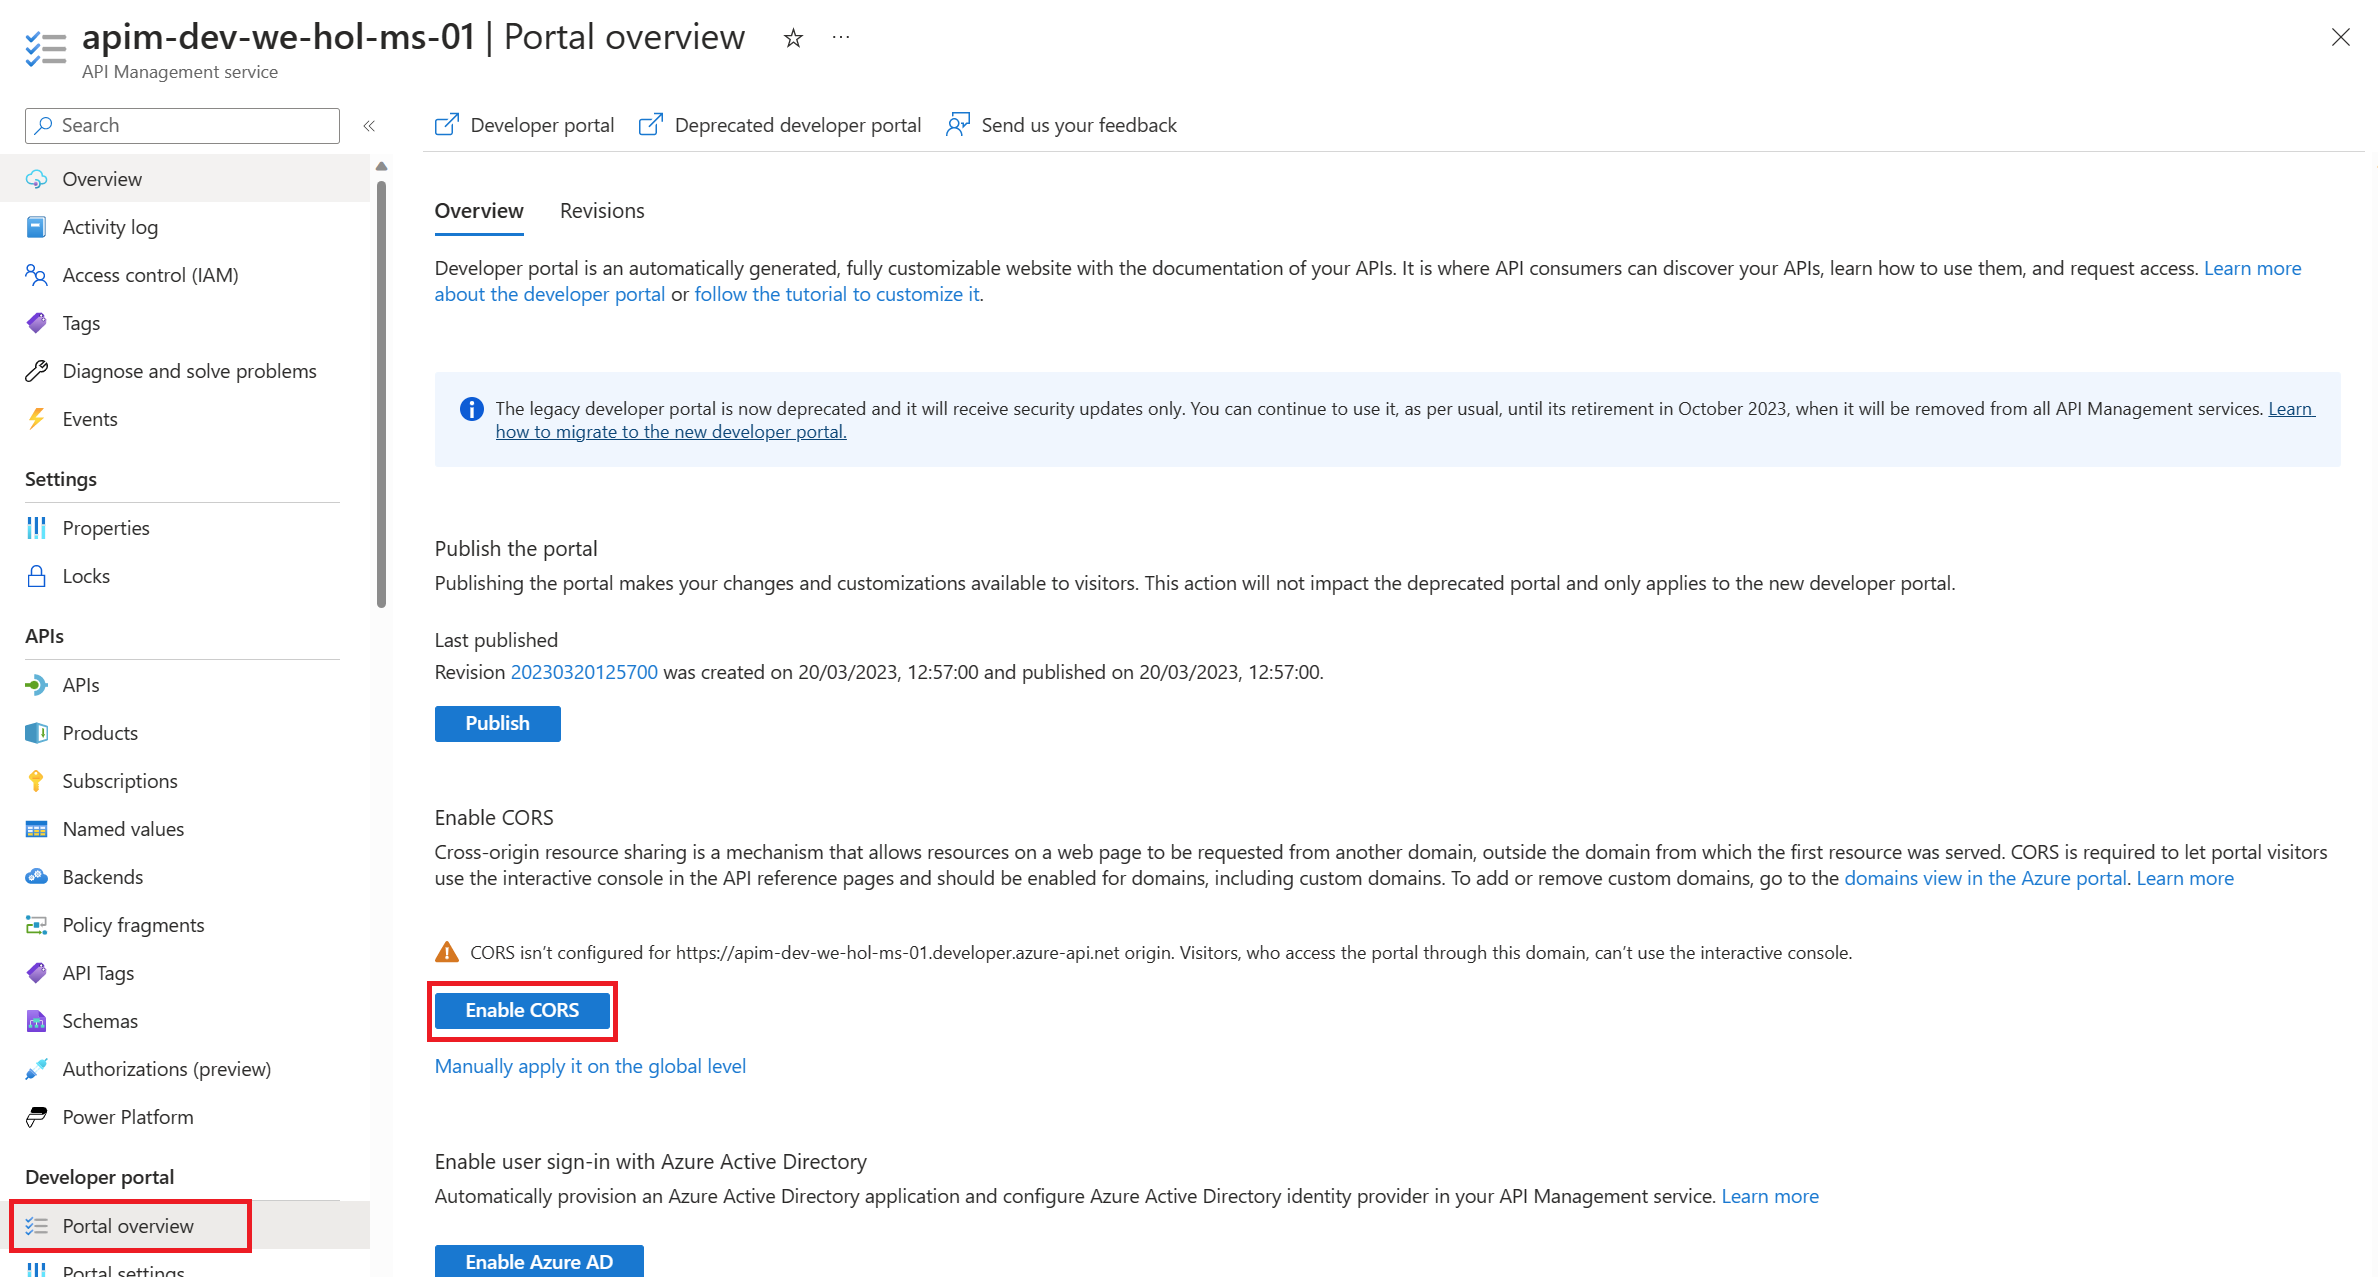 apim-dev-we-hol-ms-01 | Portal overview
API Management service
Search
Overview
Activity log
Access control (IAM)
Tags
Diagnose and solve problems
Events
Settings
Properties
Locks
APIs
APIs
Products
Subscriptions
Named values
Backends
Policy fragments
API Tags
Schemas
Authorizations (preview)
Power Platform
Developer portal
Portal overview
Portal settings
Developer portal
Deprecated developer portal
Send us your feedback
Overview
Revisions
Developer portal is an automatically generated, fully customizable website with the documentation of your APIs. It is where API consumers can discover your APIs, learn how to use them, and request access. Learn more
about the developer portal or follow the tutorial to customize it.
The legacy developer portal is now deprecated and it will receive security updates only. You can continue to use it, as per usual, until its retirement in October 2023, when it will be removed from all API Management services. Learn
how to migrate to the new developer portal.
Publish the portal
Publishing the portal makes your changes and customizations available to visitors. This action will not impact the deprecated portal and only applies to the new developer portal.
Last published
Revision 20230320125700 was created on 20/03/2023, 12:57:00 and published on 20/03/2023, 12:57:00.
Publish
Enable CORS
Cross-origin resource sharing is a mechanism that allows resources on a web page to be requested from another domain, outside the domain from which the first resource was served. CORS is required to let portal visitors
use the interactive console in the API reference pages and should be enabled for domains, including custom domains. To add or remove custom domains, go to the domains view in the Azure portal. Learn more
CORS isn’t configured for https://apim-dev-we-hol-ms-01.developer.azure-api.net origin. Visitors, who access the portal through this domain, can’t use the interactive console.
Enable CORS
Manually apply it on the global level
Enable user sign-in with Azure Active Directory
Automatically provision an Azure Active Directory application and configure Azure Active Directory identity provider in your API Management service. Learn more
Enable Azure AD